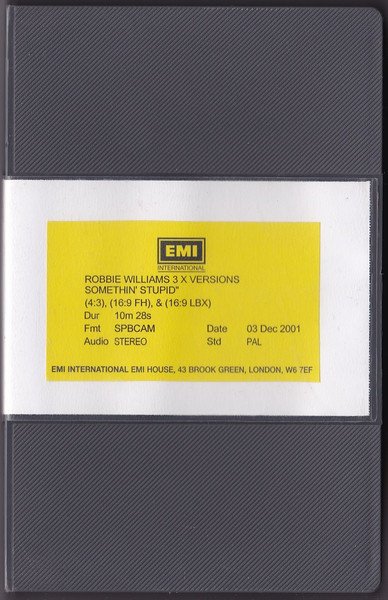 EMI
INTERNATIONAL
ROBBIE WILLIAMS 3 X VERSIONS
SOMETHIN' STUPID"
(4:3), (16:9 FH), & (16:9 LBX)
Dur 10m 28s
Fmt SPBCAM Date 03 Dec 2001
Audio STEREO Std PAL
EMI INTERNATIONAL EMI HOUSE, 43 BROOK GREEN, LONDON, W6 7EF